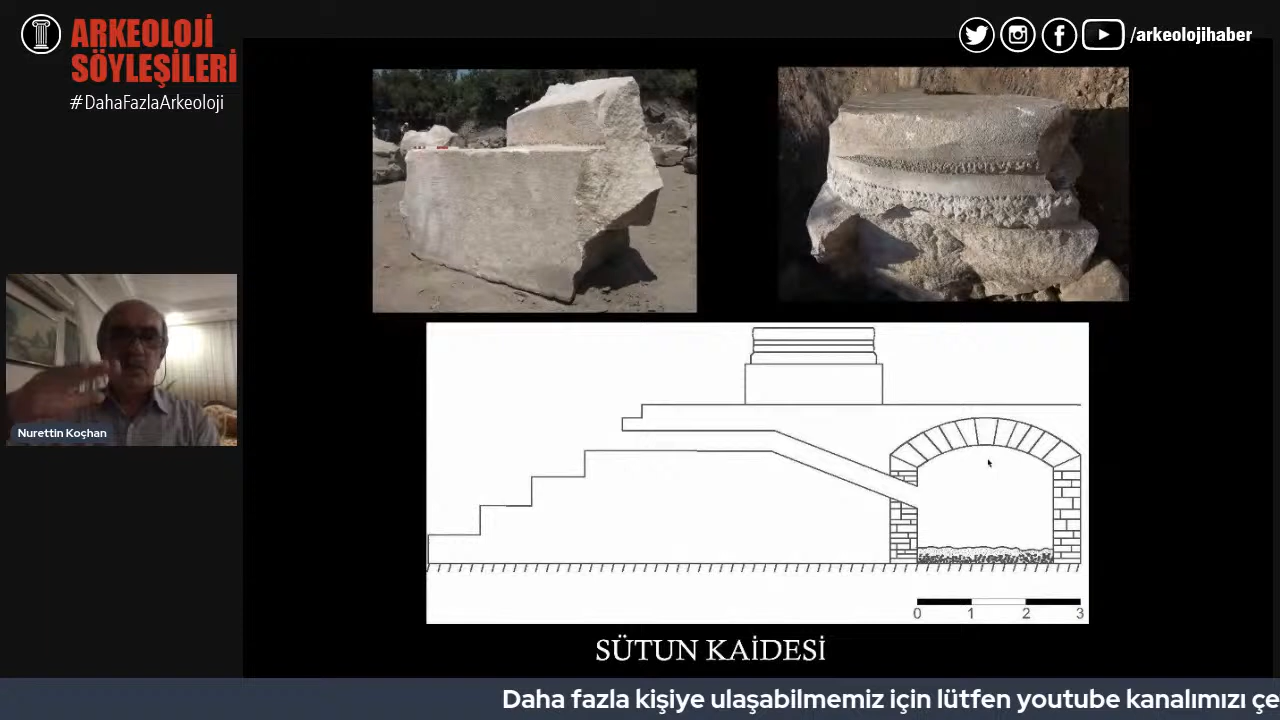 ARKEOLOJİ
SÖYLEŞİLERİ
#DahaFazlaArkeoloji
/arkeolojihaber
Nurettin Koçhan
0 1 2 3
SÜTUN KAİDESİ
Daha fazla kişiye ulaşabilmemiz için lütfen youtube kanalımızı çe